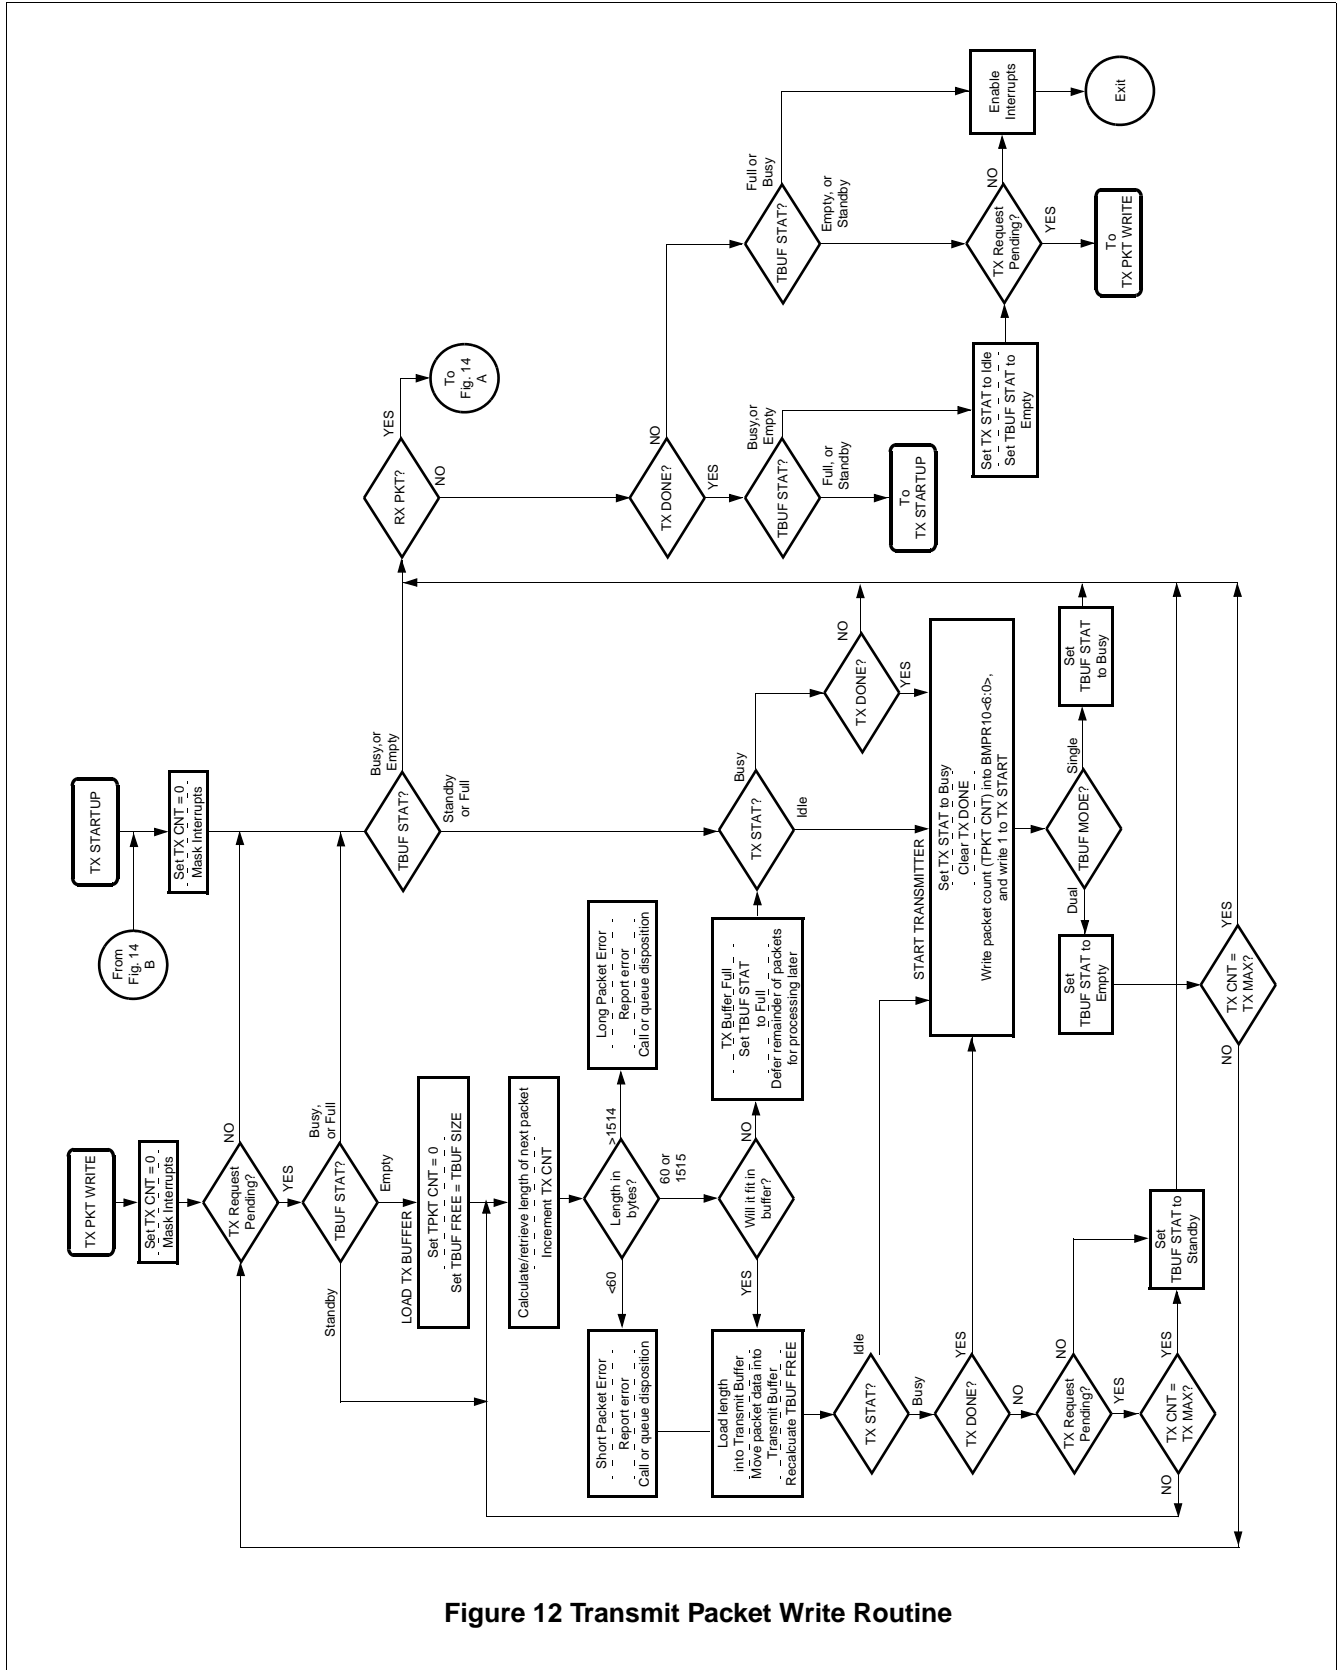 TX PKT WRITE
Set TX CNT = 0
Mask Interrupts
TX Request
Pending?
NO
YES
TBUF STAT?
Busy,
or Full
Standby
Empty
LOAD TX BUFFER
Set TPKT CNT = 0
Set TBUF FREE = TBUF SIZE
Calculate/retrieve length of next packet
Increment TX CNT
Length in
bytes?
<60
>1514
60 or
1515
Short Packet Error
Report error
Call or queue disposition
Long Packet Error
Report error
Call or queue disposition
Will it fit in
buffer?
YES
NO
Load length
into Transmit Buffer
Move packet data into
Transmit Buffer
Recalcuate TBUF FREE
TX Buffer Full
Set TBUF STAT
to Full
Defer remainder of packets
for processing later
TX STAT?
Idle
Busy
TX DONE?
YES
NO
TX Request
Pending?
NO
YES
TX CNT =
TX MAX?
NO
YES
Set
TBUF STAT to
Standby
From
Fig. 14
B
TX STARTUP
Set TX CNT = 0
Mask Interrupts
TBUF STAT?
Busy,or
Empty
Standby
or Full
TX STAT?
Busy
Idle
TX DONE?
NO
YES
START TRANSMITTER
Set TX STAT to Busy
Clear TX DONE
Write packet count (TPKT CNT) into BMPR10<6:0>,
and write 1 to TX START
TBUF MODE?
Dual
Single
Set
TBUF STAT to
Empty
Set
TBUF STAT
to Busy
TX CNT =
TX MAX?
NO
YES
RX PKT?
YES
NO
To
Fig. 14
A
TX DONE?
NO
YES
TBUF STAT?
Busy,or
Empty
Full, or
Standby
To
TX STARTUP
Set TX STAT to Idle
Set TBUF STAT to
Empty
TBUF STAT?
Full or
Busy
Empty, or
Standby
TX Request
Pending?
NO
YES
To
TX PKT WRITE
Enable
Interrupts
Exit
Figure 12 Transmit Packet Write Routine